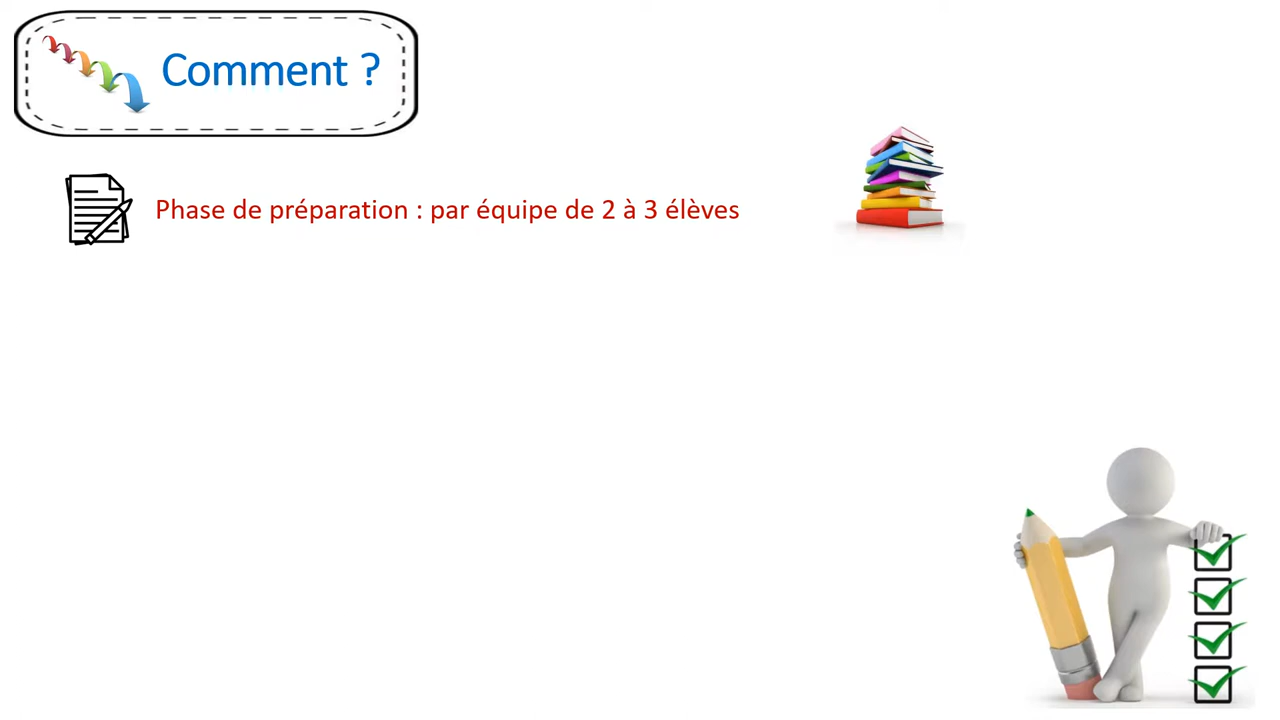 Comment ?
Phase de préparation : par équipe de 2 à 3 élèves